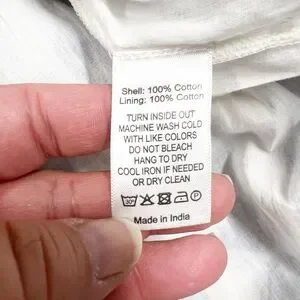 Shell: 100% Cotton
Lining: 100% Cotton
TURN INSIDE OUT
MACHINE WASH COLD
WITH LIKE COLORS
DO NOT BLEACH
HANG TO DRY
COOL IRON IF NEEDED
OR DRY CLEAN
30° P
Made in India